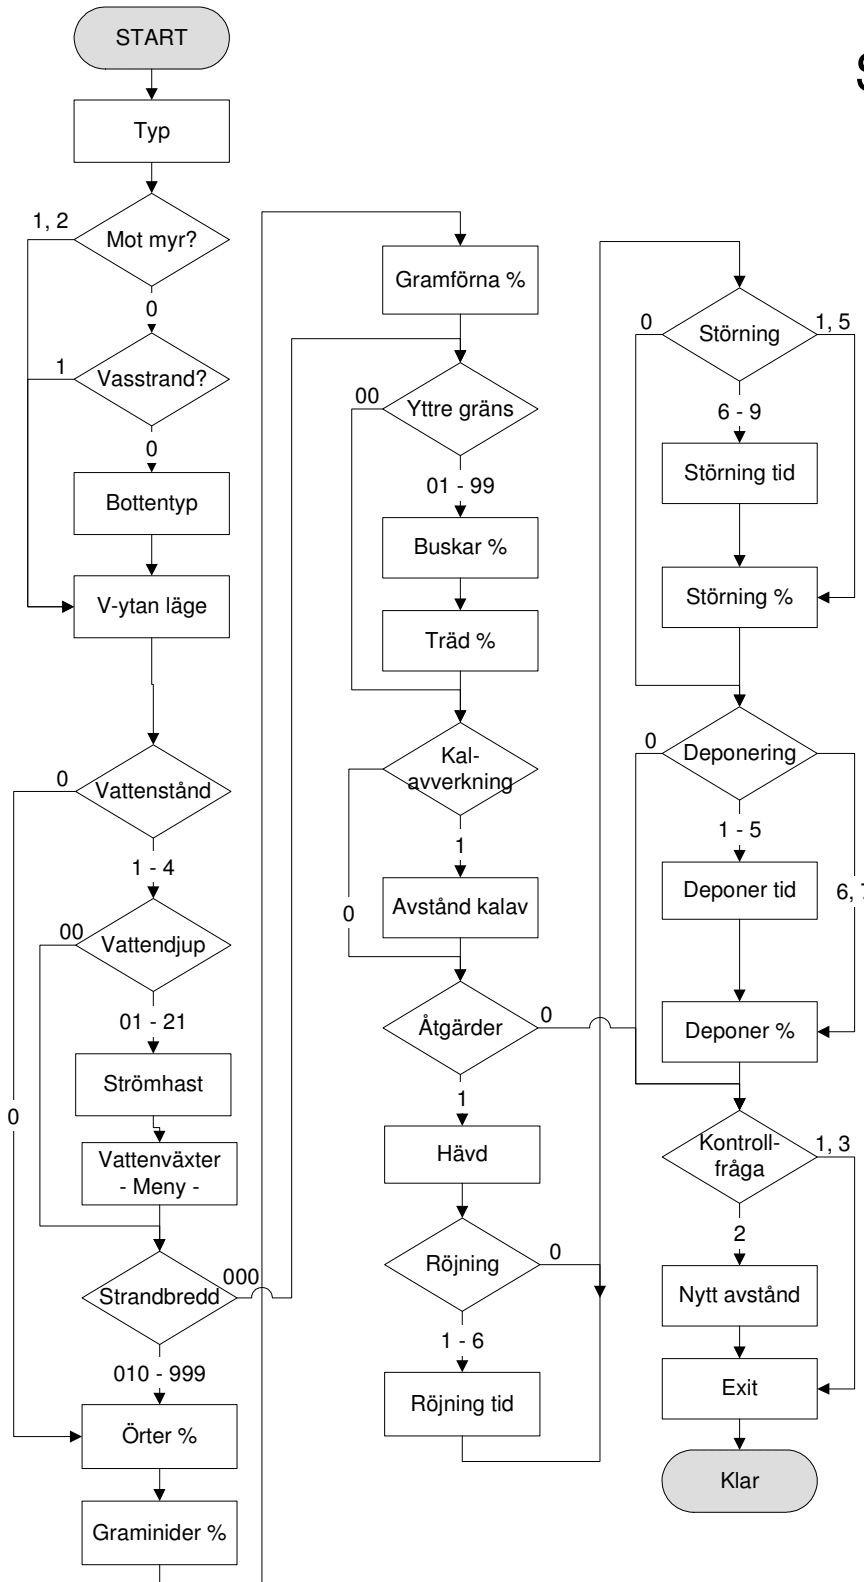 START
S
Typ
Mot myr?
1, 2
0
Vasstrand?
1
0
Bottentyp
V-ytan läge
Vattenstånd
0
1 - 4
Vattendjup
00
01 - 21
Strömhast
0
Vattenväxter
- Meny -
Strandbredd
000
010 - 999
Örter %
Graminider %
Gramförna %
Yttre gräns
00
01 - 99
Buskar %
Träd %
Kal-
avverkning
1
0
Avstånd kalav
Åtgärder
0
1
Hävd
Röjning
0
1 - 6
Röjning tid
Störning
0
1, 5
6 - 9
Störning tid
Störning %
Deponering
0
1 - 5
6, 7
Deponer tid
Deponer %
Kontroll-
fråga
1, 3
2
Nytt avstånd
Exit
Klar